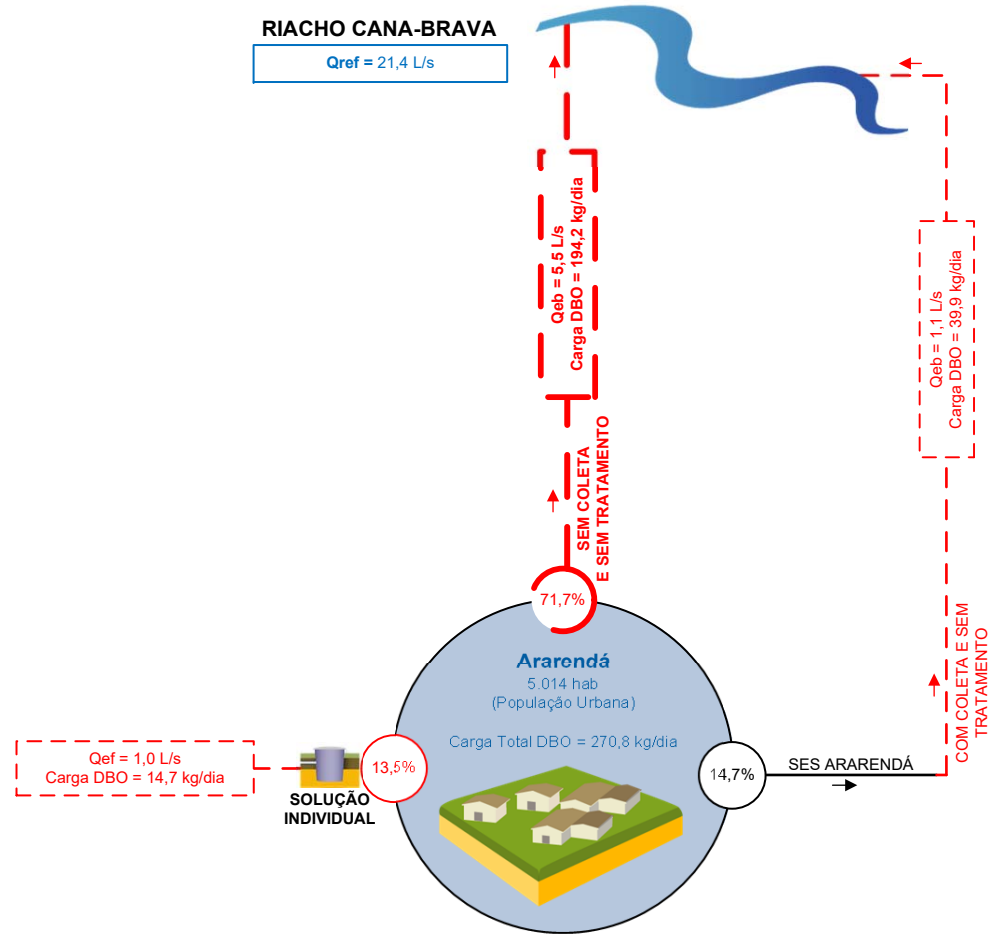 RIACHO CANA-BRAVA
Qref = 21,4 L/s
Qeb = 5,5 L/s
Carga DBO = 194,2 kg/dia
Qeb = 1,1 L/s
Carga DBO = 39,9 kg/dia
SEM COLETA
E SEM TRATAMENTO
COM COLETA E SEM
TRATAMENTO
71,7%
Ararendá
5.014 hab
(População Urbana)
Carga Total DBO = 270,8 kg/dia
Qef = 1,0 L/s
Carga DBO = 14,7 kg/dia
SOLUÇÃO
INDIVIDUAL
13,5%
14,7%
SES ARARENDÁ